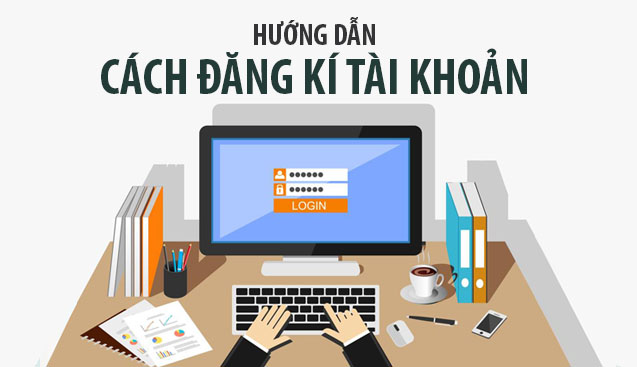 HƯỚNG DẪN
CÁCH ĐĂNG KÍ TÀI KHOẢN
LOGIN